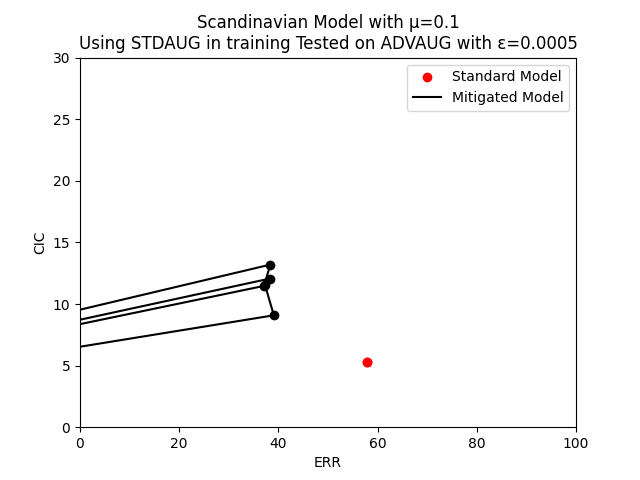 Scandinavian Model with μ=0.1
Using STDAUG in training Tested on ADVAUG with ε=0.0005
Standard Model
Mitigated Model
30
25
20
15
10
5
0
CIC
0 20 40 60 80 100
ERR